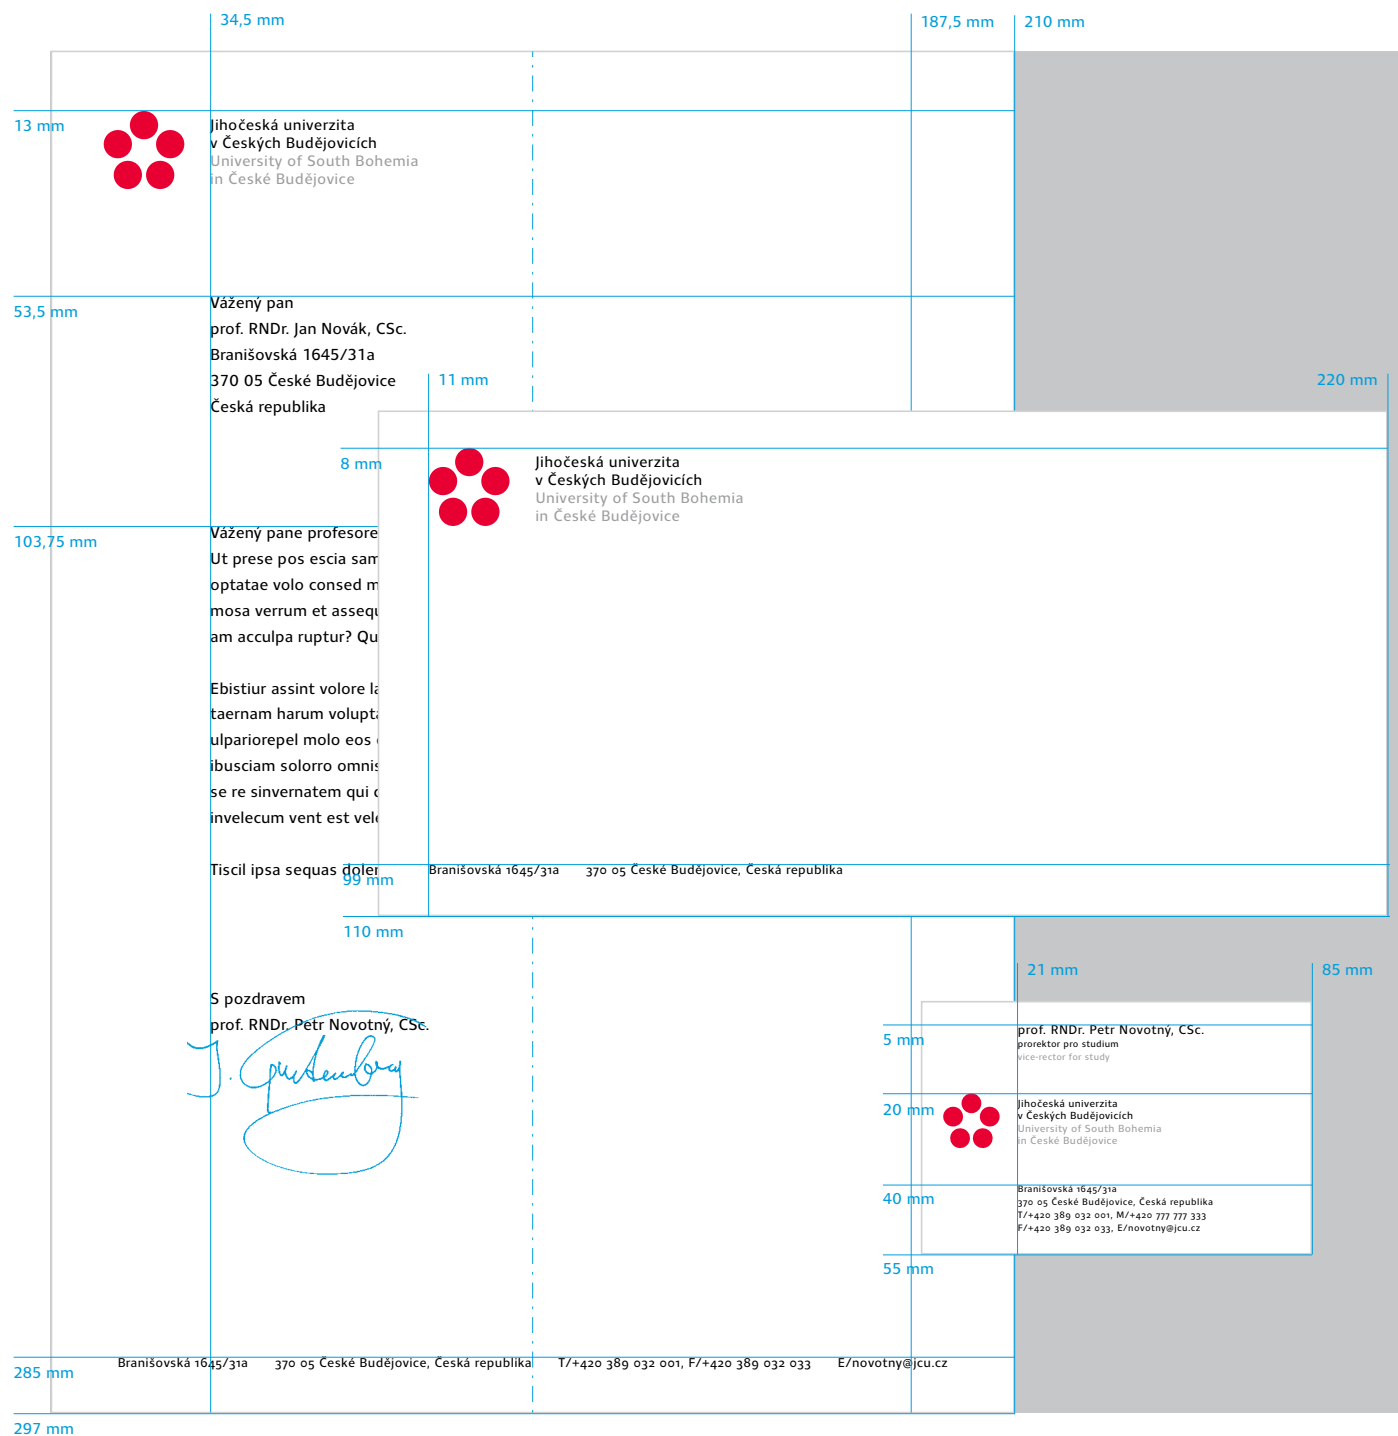 34,5 mm
187,5 mm
210 mm
13 mm
Jihočeská univerzita
v Českých Budějovicích
University of South Bohemia
in České Budějovice
53,5 mm
Vážený pan
prof. RNDr. Jan Novák, CSc.
Branišovská 1645/31a
370 05 České Budějovice
Česká republika
11 mm
220 mm
8 mm
Jihočeská univerzita
v Českých Budějovicích
University of South Bohemia
in České Budějovice
103,75 mm
Vážený pane profesore
Ut prese pos escia sam
optatae volo consed m
mosa verrum et assequ
am acculpa ruptur? Qu
Ebistiur assint volore la
taernam harum volupta
ulpariorepel molo eos
ibusciam solorro omnis
se re sinvernatem qui
invelecum vent est vele
Tiscil ipsa sequas doler
99 mm
Branišovská 1645/31a 370 05 České Budějovice, Česká republika
110 mm
S pozdravem
prof. RNDr. Petr Novotný, CSc.
21 mm
85 mm
5 mm
prof. RNDr. Petr Novotný, CSc.
prorektor pro studium
vice-rector for study
20 mm
Jihočeská univerzita
v Českých Budějovicích
University of South Bohemia
in České Budějovice
40 mm
Branišovská 1645/31a
370 05 České Budějovice, Česká republika
T/+420 389 032 001, M/+420 777 777 333
F/+420 389 032 033, E/novotny@jcu.cz
55 mm
285 mm
Branišovská 1645/31a 370 05 České Budějovice, Česká republika T/+420 389 032 001, F/+420 389 032 033 E/novotny@jcu.cz
297 mm